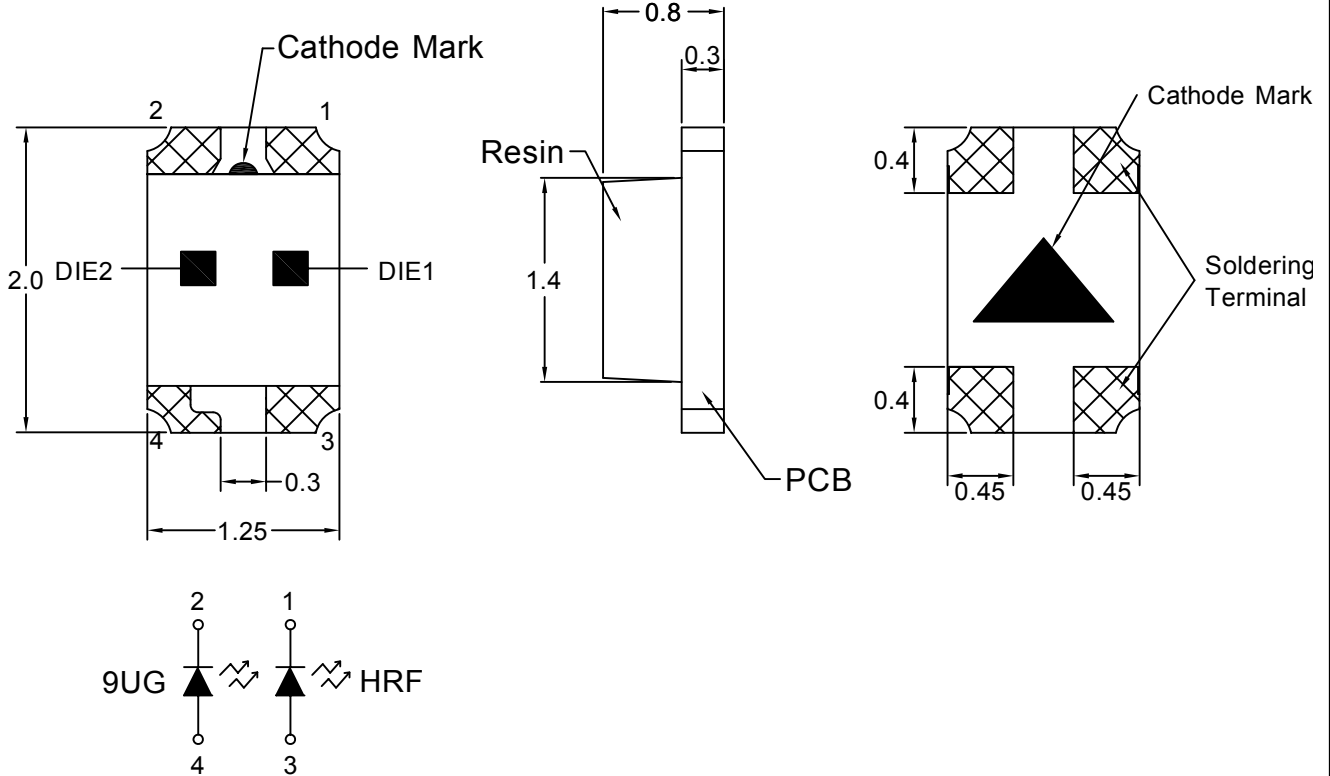 Cathode Mark
2
1
DIE2
DIE1
2.0
4
3
0.3
1.25
0.8
0.3
Resin
1.4
PCB
Cathode Mark
0.4
Soldering
Terminal
0.4
0.45
0.45
2
1
9UG
HRF
4
3